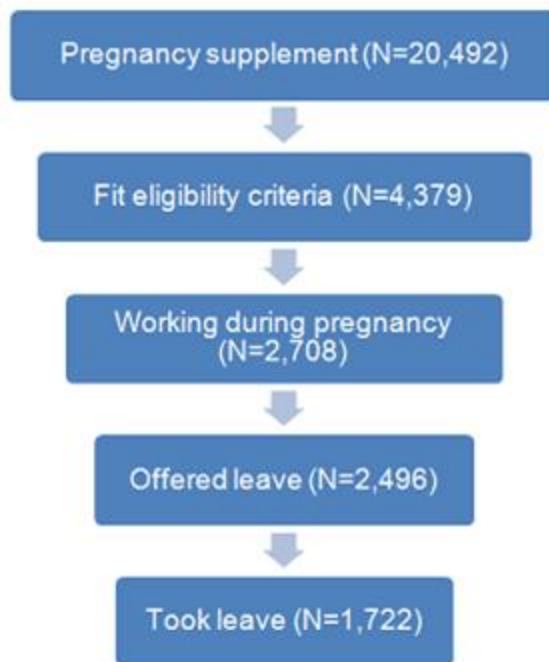 Pregnancy supplement (N=20,492)
Fit eligibility criteria (N=4,379)
Working during pregnancy
(N=2,708)
Offered leave (N=2,496)
Took leave (N=1,722)